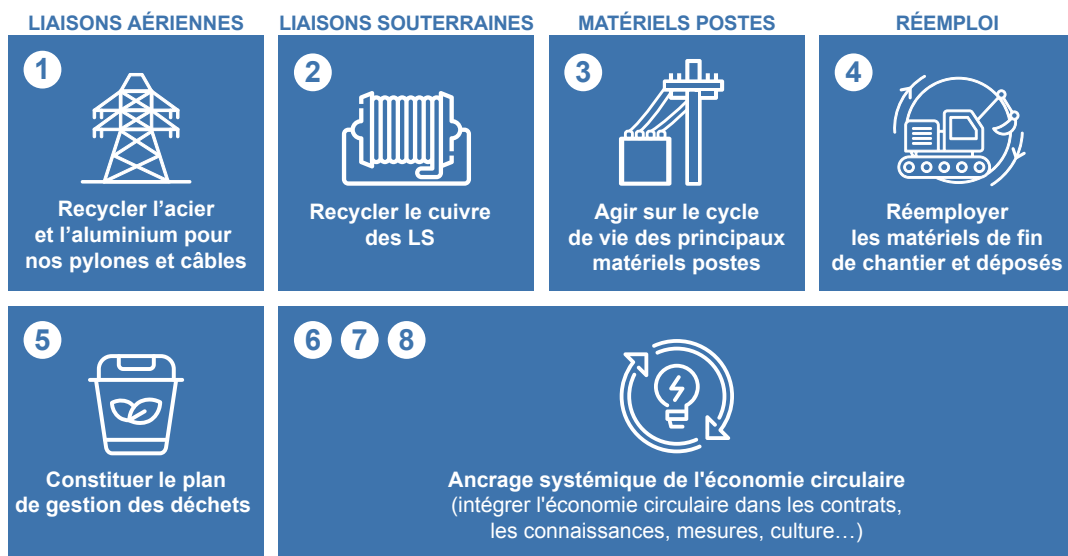 LIAISONS AÉRIENNES
1
Recycler l’acier
et l’aluminium pour
nos pylones et câbles
LIAISONS SOUTERRAINES
2
Recycler le cuivre
des LS
MATÉRIELS POSTES
3
Agir sur le cycle
de vie des principaux
matériels postes
RÉEMPLOI
4
Réemployer
les matériels de fin
de chantier et déposés
5
Constituer le plan
de gestion des déchets
6 7 8
Ancrage systémique de l'économie circulaire
(intégrer l'économie circulaire dans les contrats,
les connaissances, mesures, culture…)